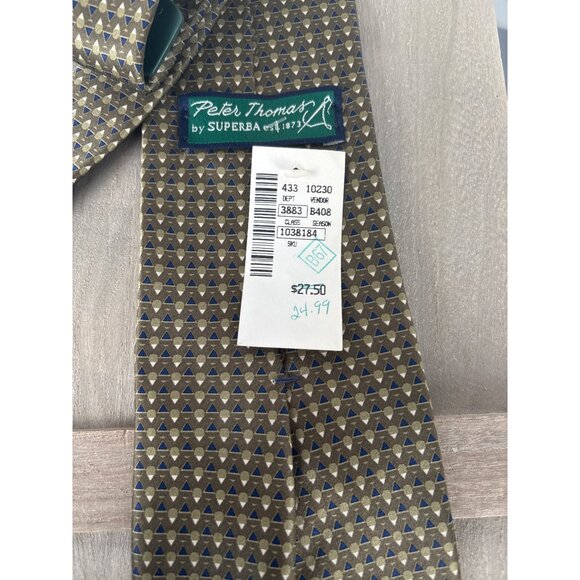 Peter Thomas
by SUPERBA est. 1873
433 10230
DEPT VENDOR
3883 B408
CLASS SEASON
1038184
SKU
B67
$27.50
24.99